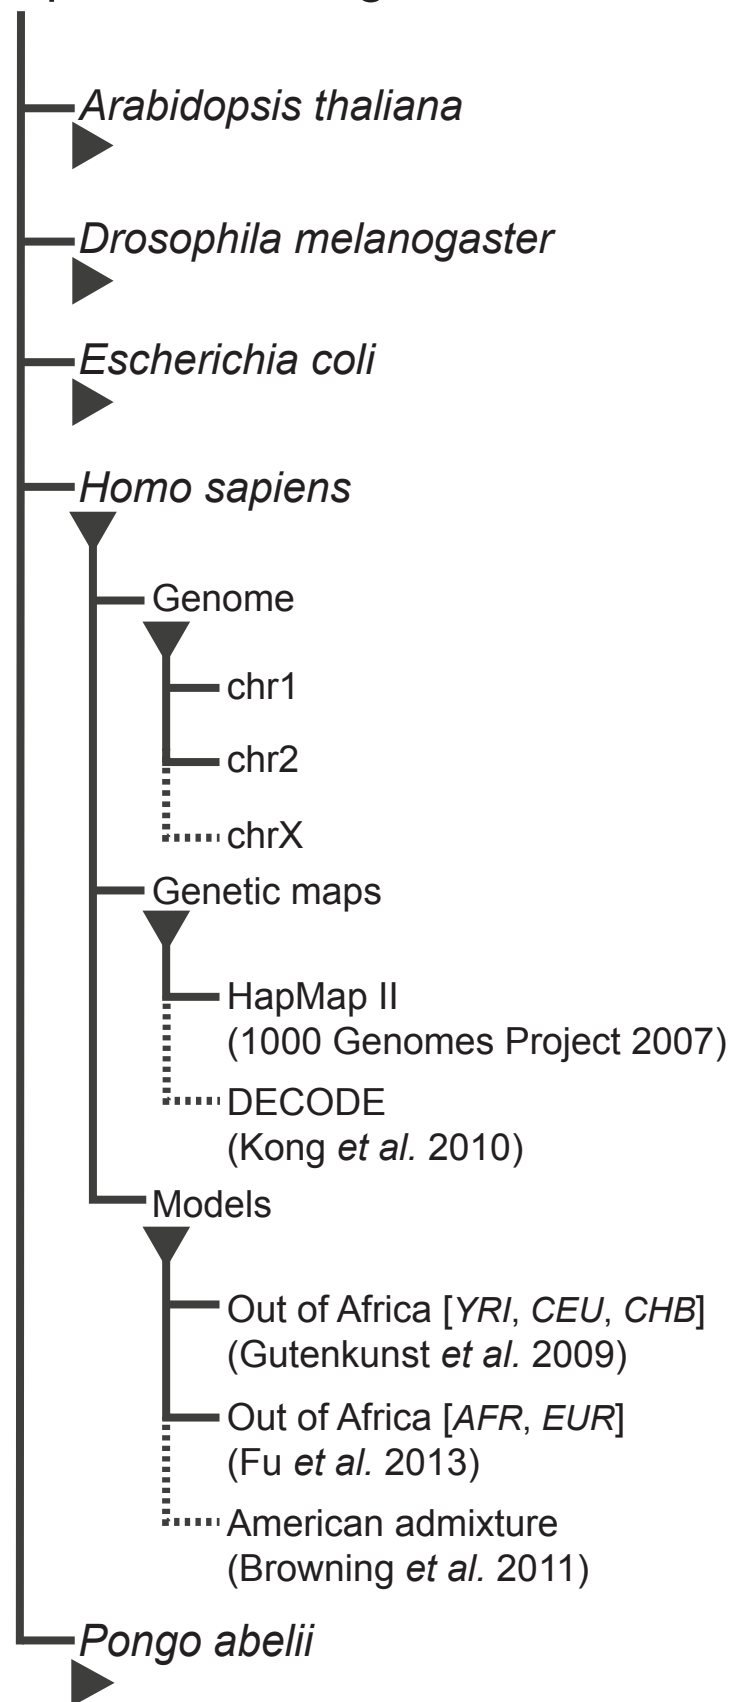 Arabidopsis thaliana
Drosophila melanogaster
Escherichia coli
Homo sapiens
Genome
chr1
chr2
chrX
Genetic maps
HapMap II
(1000 Genomes Project 2007)
DECODE
(Kong et al. 2010)
Models
Out of Africa [YRI, CEU, CHB]
(Gutenkunst et al. 2009)
Out of Africa [AFR, EUR]
(Fu et al. 2013)
American admixture
(Browning et al. 2011)
Pongo abelii